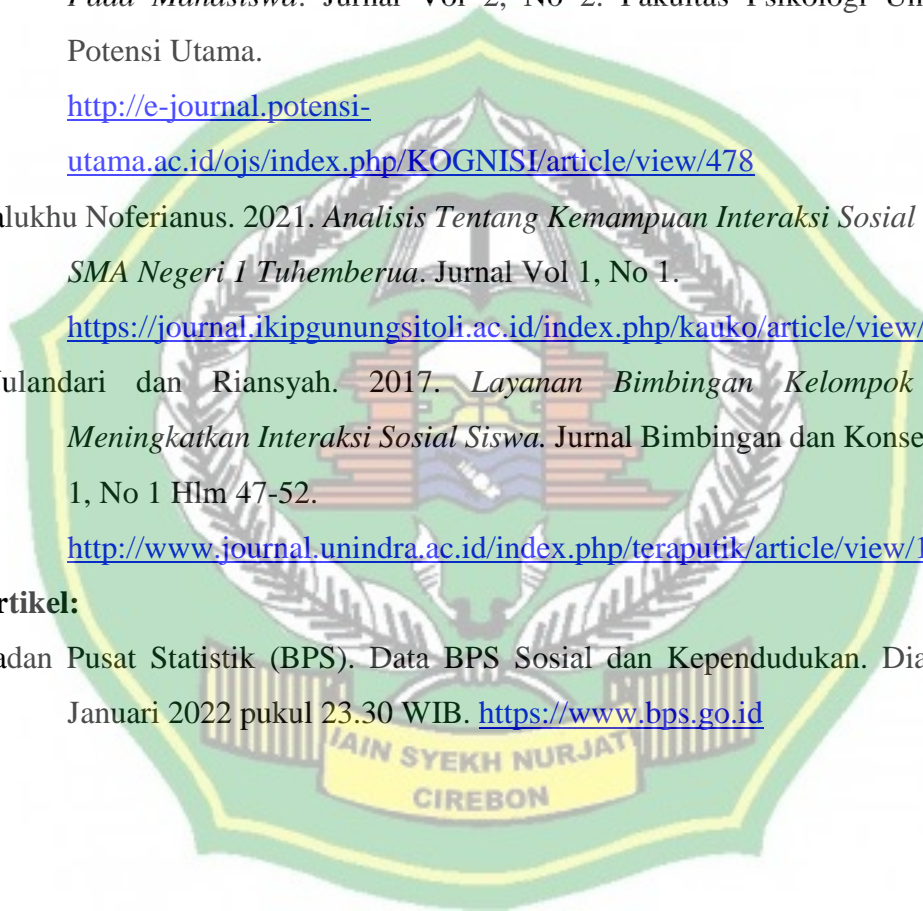 Pada Mahasiswa. Jurnal Vol 2, No 2. Fakultas Psikologi
Potensi Utama.
http://e-journal.potensi-
utama.ac.id/ojs/index.php/KOGNISI/article/view/478
Noferianus. 2021. Analisis Tentang Kemampuan Interaksi Sosial
SMA Negeri 1 Tuhemberua. Jurnal Vol 1, No 1.
https://journal.ikipgunungsitoli.ac.id/index.php/kauko/article/view/
ulandari dan Riansyah. 2017. Layanan Bimbingan Kelompok
Meningkatkan Interaksi Sosial Siswa. Jurnal Bimbingan dan Konse
1, No 1 Hlm 47-52.
http://www.journal.unindra.ac.id/index.php/teraputik/article/view/1
rtikel:
adan Pusat Statistik (BPS). Data BPS Sosial dan Kependudukan. Dia
Januari 2022 pukul 23.30 WIB. https://www.bps.go.id
IAIN SYEKH NURJATI
CIREBON